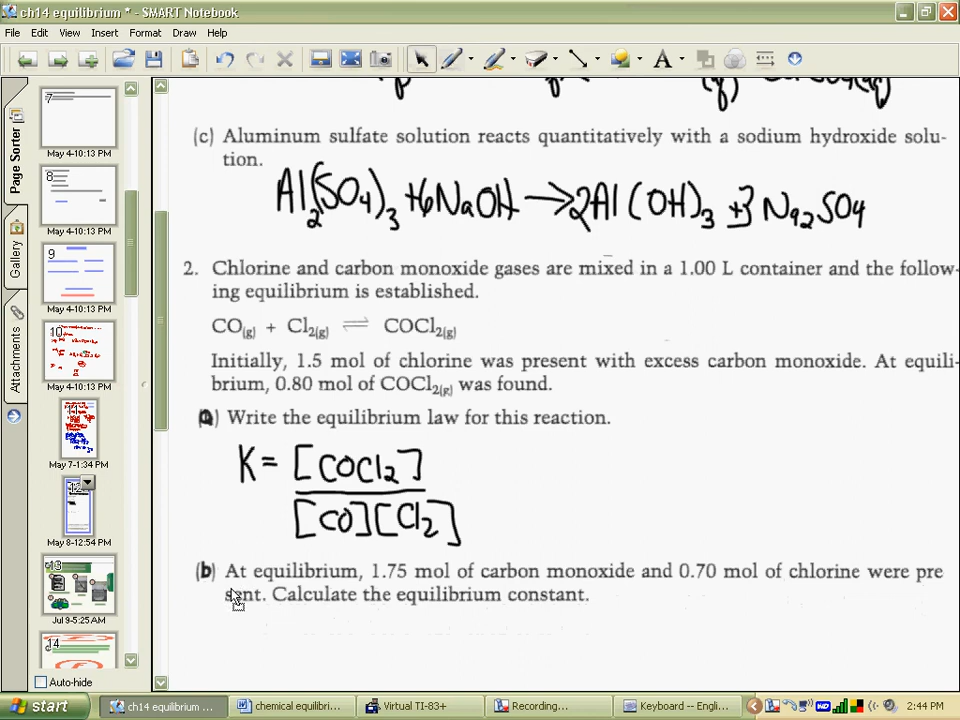 ch14 equilibrium * - SMART Notebook
File Edit View Insert Format Draw Help
Page Sorter
Gallery
Attachments
7
May 4-10:13 PM
8
May 4-10:13 PM
9
May 4-10:13 PM
10
May 4-10:13 PM
May 7-1:34 PM
12
May 8-12:54 PM
13
Jul 9-5:25 AM
14
Auto-hide
(c) Aluminum sulfate solution reacts quantitatively with a sodium hydroxide solu-
tion.
Al₂(SO₄)₃ + 6NaOH → 2Al(OH)₃ + 3 Na₂SO₄
2. Chlorine and carbon monoxide gases are mixed in a 1.00 L container and the follow-
ing equilibrium is established.
CO(g) + Cl₂(g) ⇌ COCl₂(g)
Initially, 1.5 mol of chlorine was present with excess carbon monoxide. At equili-
brium, 0.80 mol of COCl₂(g) was found.
(a) Write the equilibrium law for this reaction.
K = [COCl₂]
[CO][Cl₂]
(b) At equilibrium, 1.75 mol of carbon monoxide and 0.70 mol of chlorine were pre
sent. Calculate the equilibrium constant.
start
ch14 equilibrium ...
chemical equilibri...
Virtual TI-83+
Recording...
Keyboard -- Engl...
2:44 PM